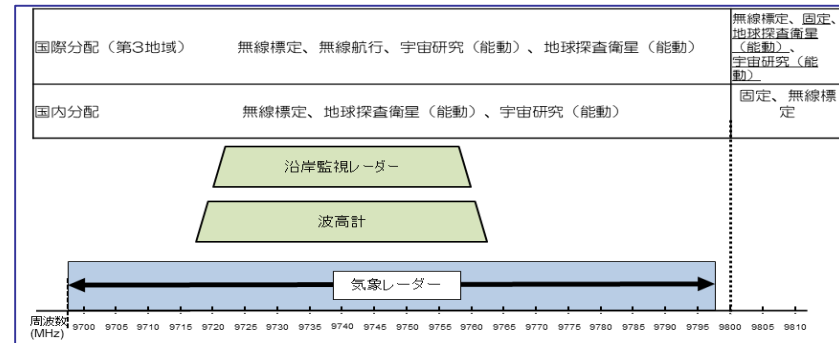 国際分配（第3地域）
無線標定、無線航行、宇宙研究（能動）、地球探査衛星（能動）
無線標定、固定、
地球探査衛星
（能動）、
宇宙研究（能
動）
国内分配
無線標定、地球探査衛星（能動）、宇宙研究（能動）
固定、無線標
定
沿岸監視レーダー
波高計
気象レーダー
周波数
(MHz)
9700 9705 9710 9715 9720 9725 9730 9735 9740 9745 9750 9755 9760 9765 9770 9775 9780 9785 9790 9795 9800 9805 9810